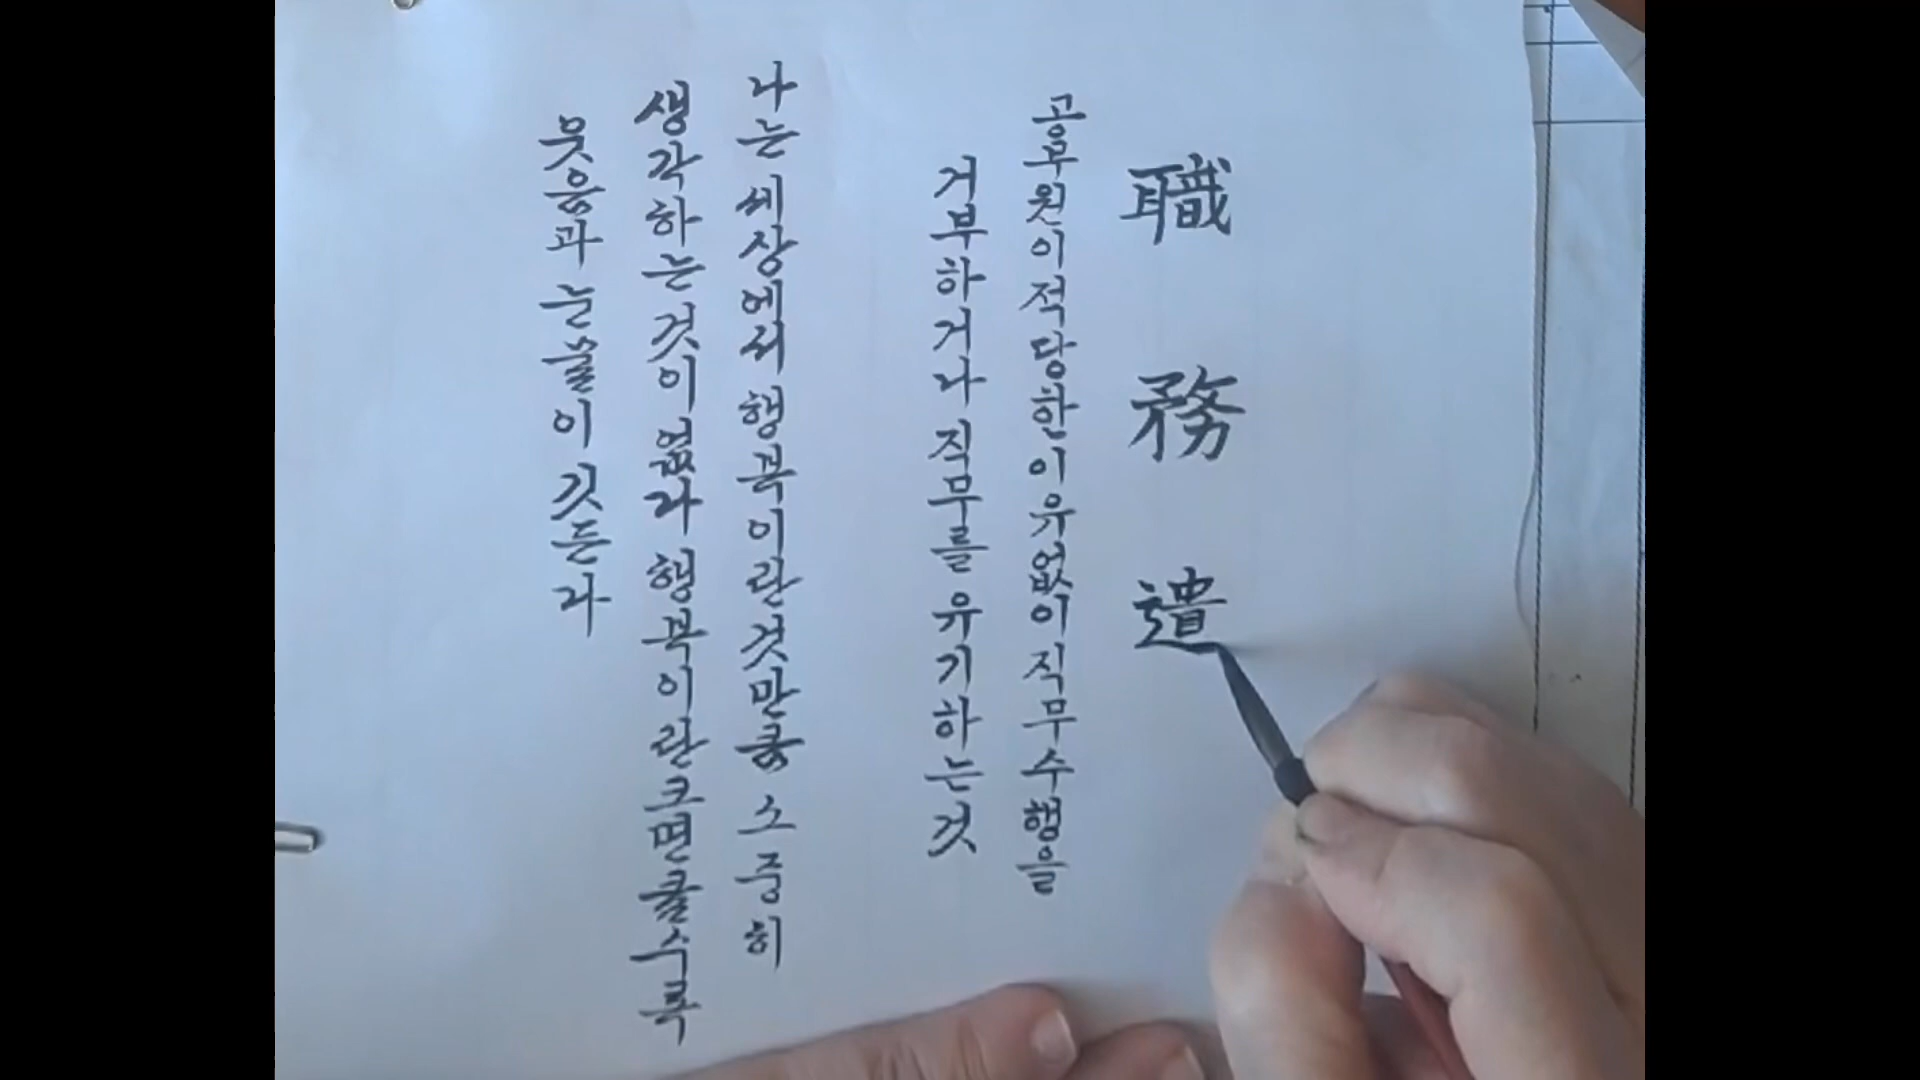 職務遺
공무원이적당한이유없이직무수행을
거부하거나 직무를 유기하는것
나는 세상에서 행복이란것만큼 소중히
생각하는것이 없다 행복이란크면클수록
웃음과 눈물이 깃든다